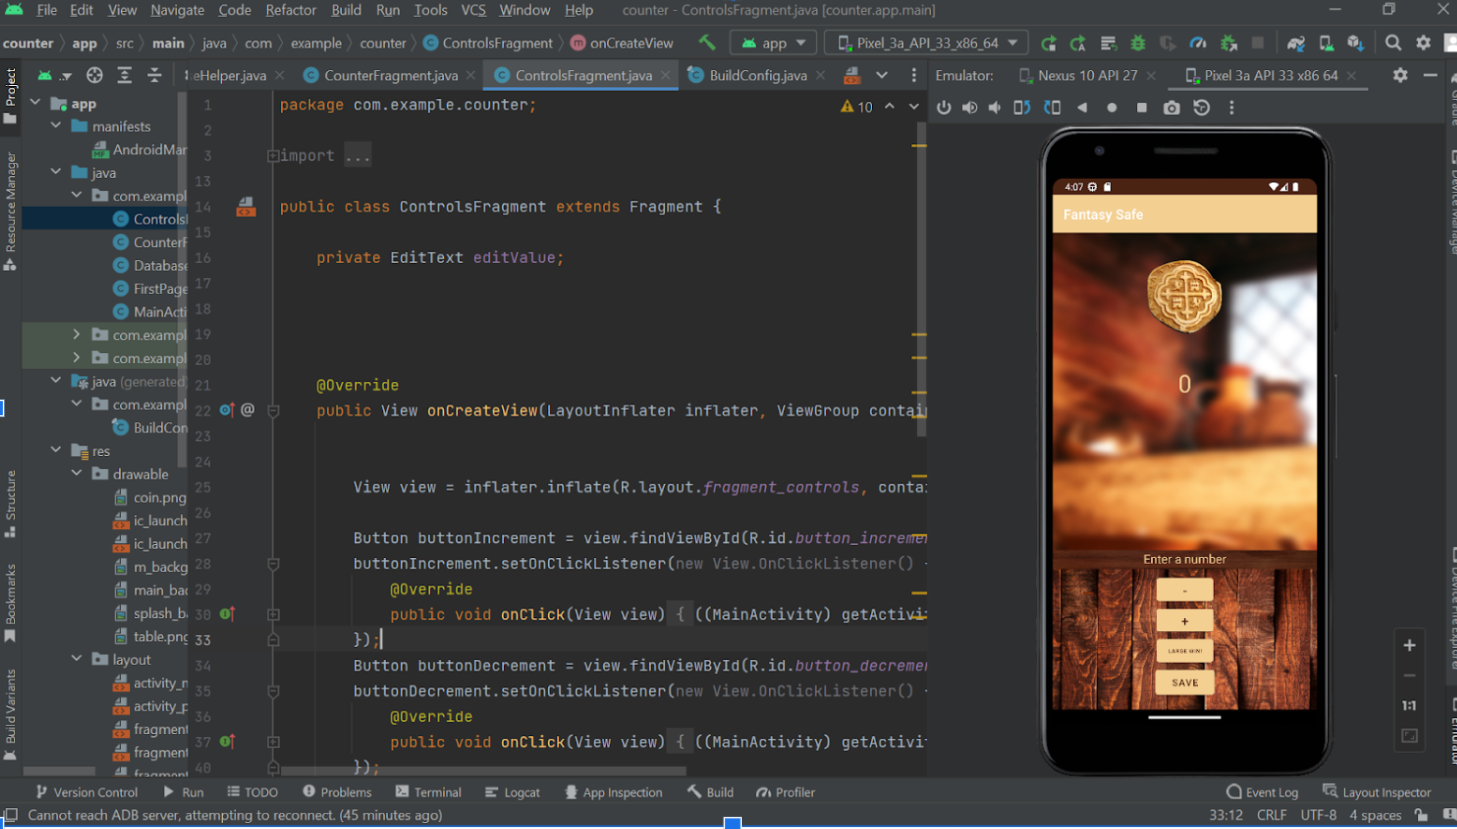 File Edit View Navigate Code Refactor Build Run Tools VCS Window Help counter - ControlsFragment.java [counter.app.main]
counter app src main java com example counter ControlsFragment onCreateView app Pixel_3a_API_33_x86_64
Project
eHelper.java CounterFragment.java ControlsFragment.java BuildConfig.java Emulator: Nexus 10 API 27 Pixel 3a API 33 x86 64
app
manifests
AndroidMar
java
com.exampl
Controls
CounterF
Database
FirstPage
MainActi
com.exampl
com.exampl
java (generated)
com.exampl
BuildCon
res
drawable
coin.png
ic_launch
ic_launch
m_backg
main_bac
splash_b
table.png
layout
activity_n
activity_p
fragment
fragment
fragment
Resource Manager
Structure
Bookmarks
Build Variants
10
1 package com.example.counter;
2
3 import ...
13
14 public class ControlsFragment extends Fragment {
15
16 private EditText editValue;
17
18
19
20
21 @Override
22 @ public View onCreateView(LayoutInflater inflater, ViewGroup contai
23
24
25 View view = inflater.inflate(R.layout.fragment_controls, contai
26
27 Button buttonIncrement = view.findViewById(R.id.button_increme
28 buttonIncrement.setOnClickListener(new View.OnClickListener()
29 @Override
30 public void onClick(View view) { ((MainActivity) getActivi
33 });
34 Button buttonDecrement = view.findViewById(R.id.button_decreme
35 buttonDecrement.setOnClickListener(new View.OnClickListener()
36 @Override
37 public void onClick(View view) { ((MainActivity) getActivi
40 });
4:07
Fantasy Safe
0
Enter a number
-
+
SAVE
1:1
Device Manager
Device File Explore
Emulator
Version Control Run TODO Problems Terminal Logcat App Inspection Build Profiler Event Log Layout Inspector
Cannot reach ADB server, attempting to reconnect. (45 minutes ago) 33:12 CRLF UTF-8 4 spaces